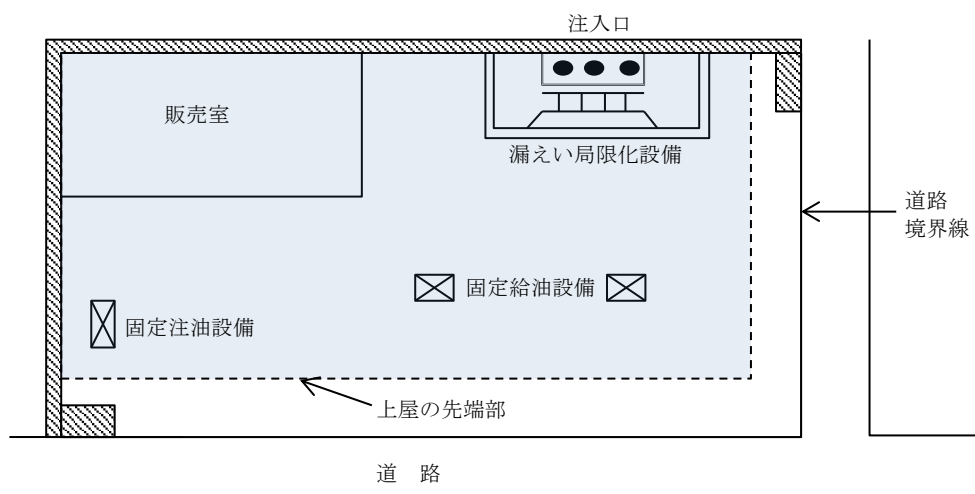 注入口
販売室
漏えい局限化設備
道路
境界線
固定給油設備
固定注油設備
上屋の先端部
道　路